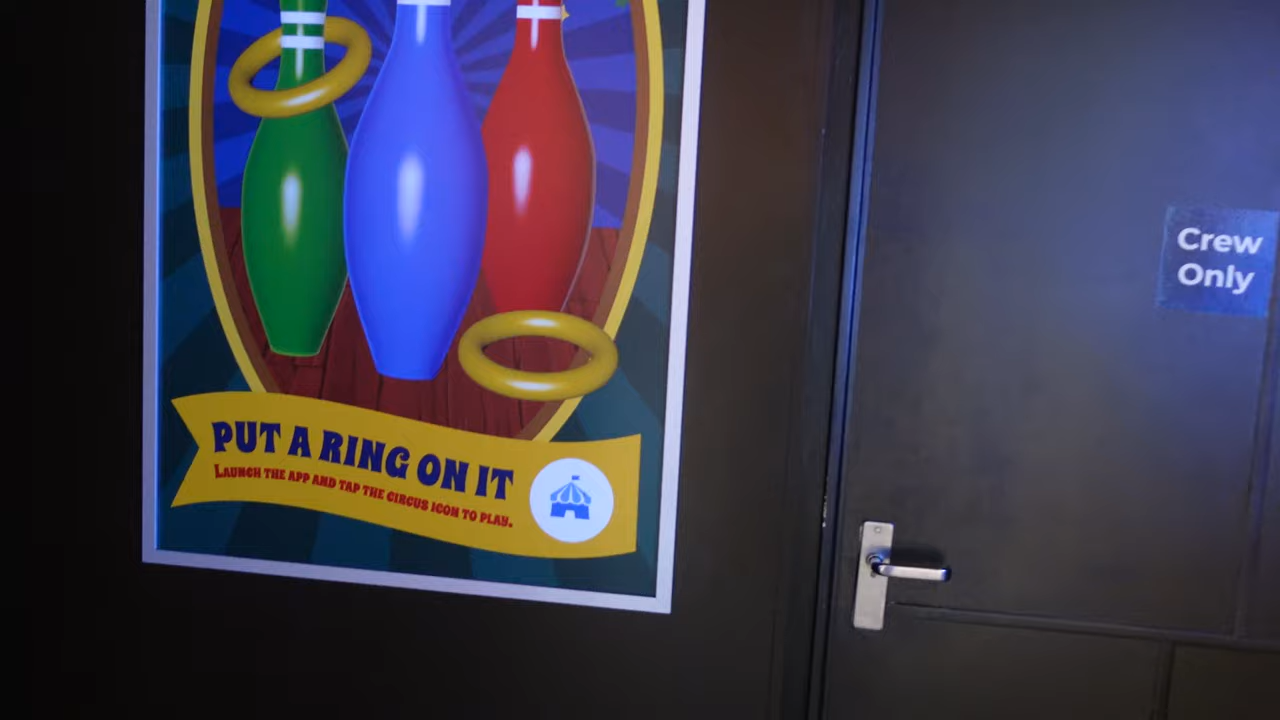 PUT A RING ON IT
LAUNCH THE APP AND TAP THE CIRCUS ICON TO PLAY.
Crew
Only